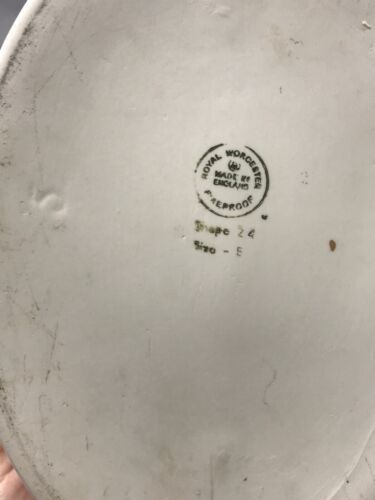 ROYAL WORCESTER
MADE IN
ENGLAND
FIREPROOF
Shape 24
Size -